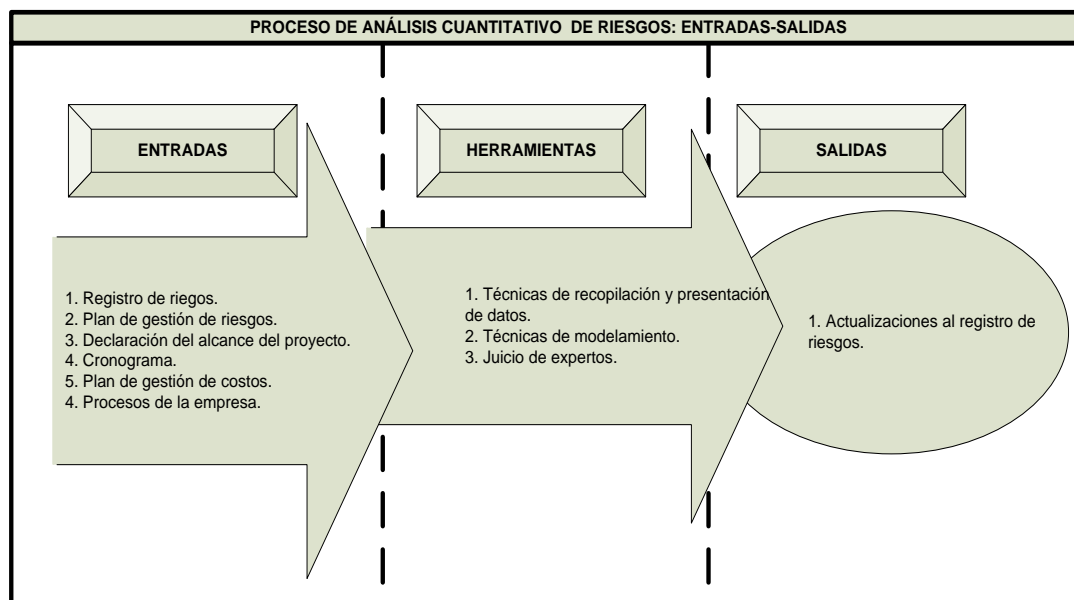 PROCESO DE ANÁLISIS CUANTITATIVO DE RIESGOS: ENTRADAS-SALIDAS
ENTRADAS
1. Registro de riegos.
2. Plan de gestión de riesgos.
3. Declaración del alcance del proyecto.
4. Cronograma.
5. Plan de gestión de costos.
4. Procesos de la empresa.
HERRAMIENTAS
1. Técnicas de recopilación y presentación
de datos.
2. Técnicas de modelamiento.
3. Juicio de expertos.
SALIDAS
1. Actualizaciones al registro de
riesgos.